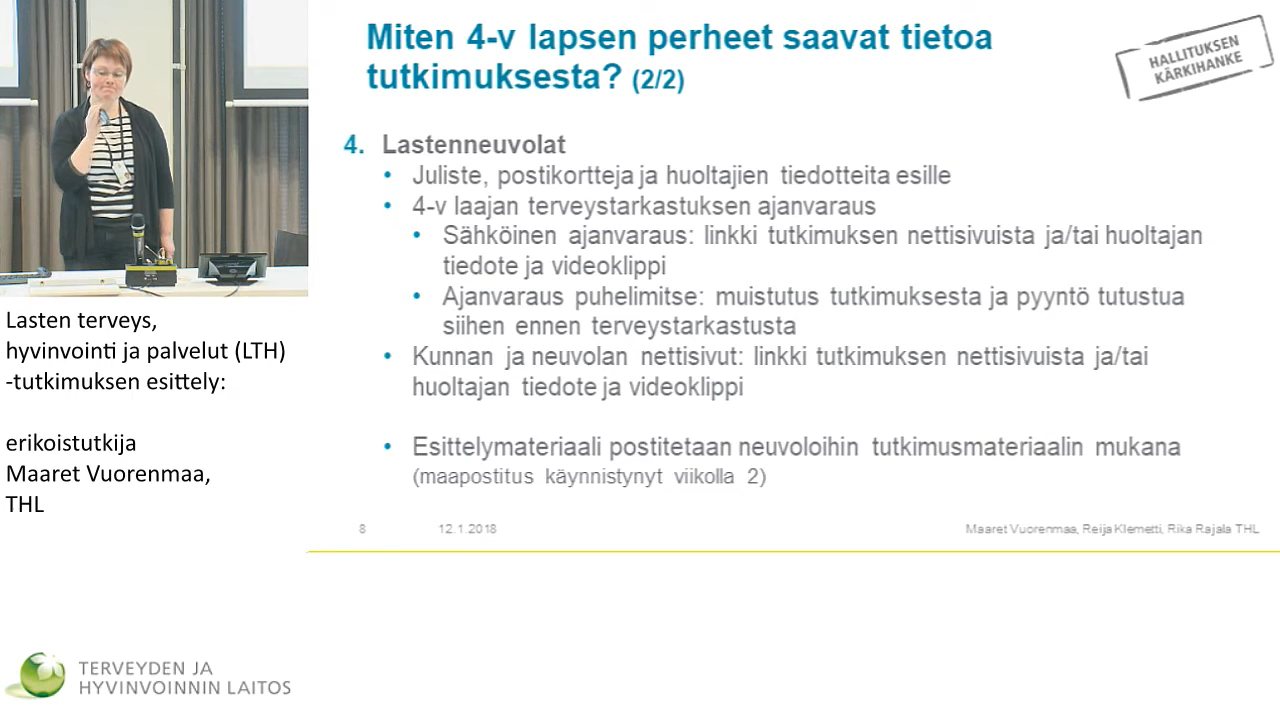 Miten 4-v lapsen perheet saavat tietoa
tutkimuksesta? (2/2)
HALLITUKSEN
KÄRKIHANKE
4. Lastenneuvolat
• Juliste, postikortteja ja huoltajien tiedotteita esille
• 4-v laajan terveystarkastuksen ajanvaraus
• Sähköinen ajanvaraus: linkki tutkimuksen nettisivuista ja/tai huoltajan
tiedote ja videoklippi
• Ajanvaraus puhelimitse: muistutus tutkimuksesta ja pyyntö tutustua
siihen ennen terveystarkastusta
• Kunnan ja neuvolan nettisivut: linkki tutkimuksen nettisivuista ja/tai
huoltajan tiedote ja videoklippi
• Esittelymateriaali postitetaan neuvoloihin tutkimusmateriaalin mukana
(maapostitus käynnistynyt viikolla 2)
8 12.1.2018 Maaret Vuorenmaa, Reija Klemetti, Rika Rajala THL
Lasten terveys,
hyvinvointi ja palvelut (LTH)
-tutkimuksen esittely:
erikoistutkija
Maaret Vuorenmaa,
THL
TERVEYDEN JA
HYVINVOINNIN LAITOS